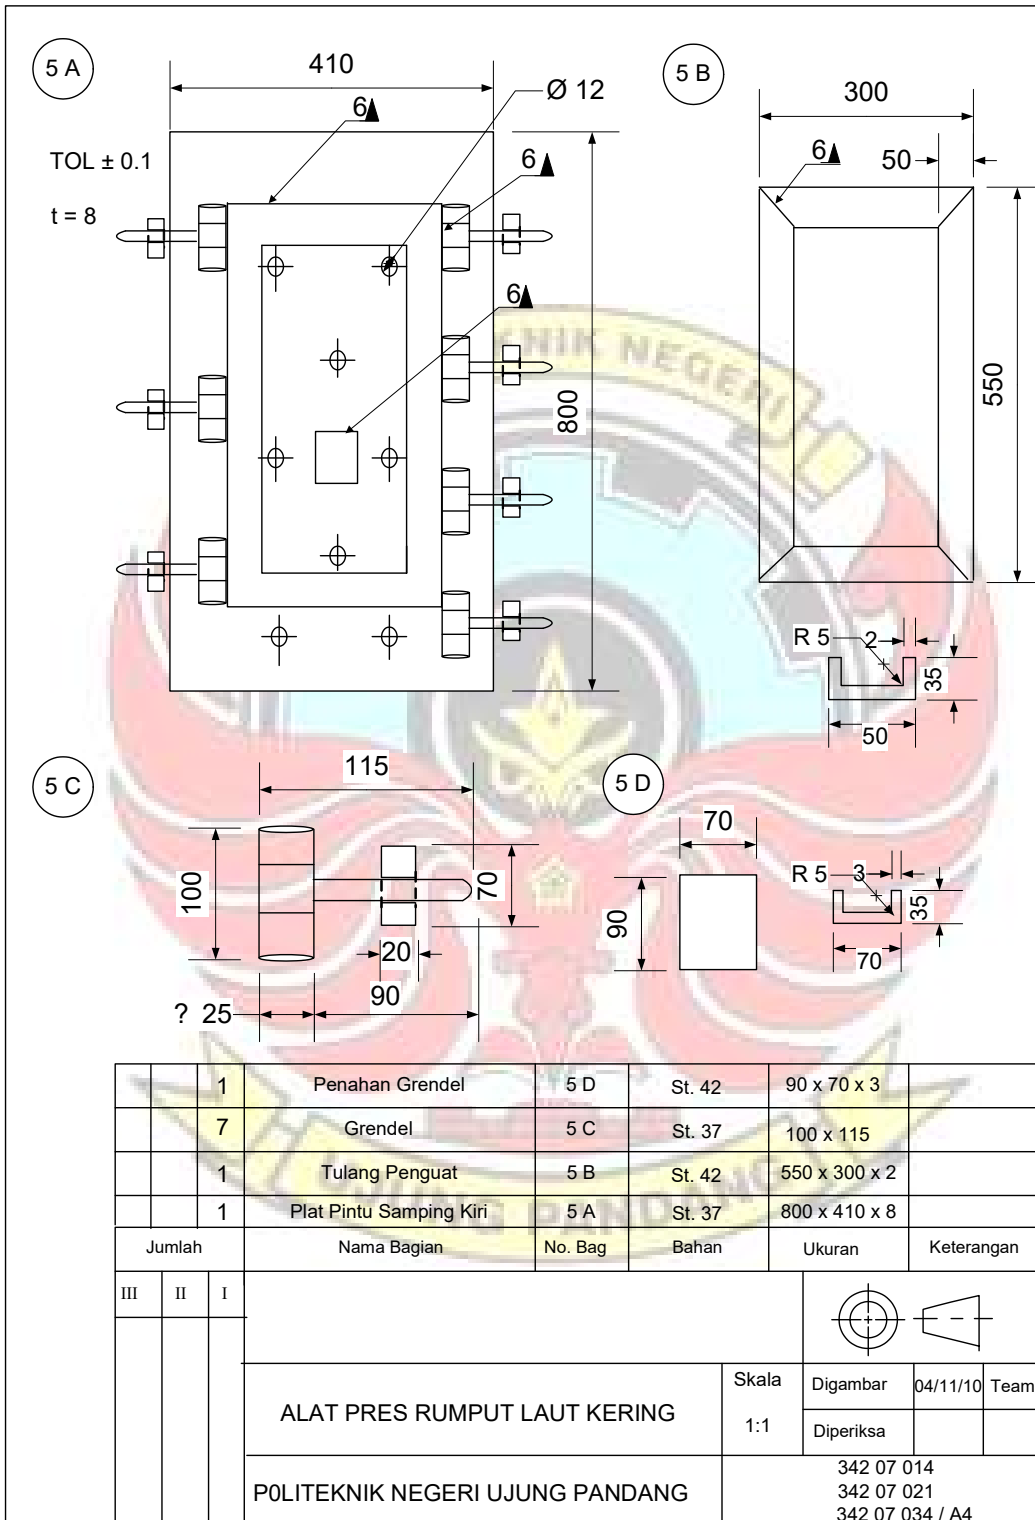 5 A
410
Ø 12
5 B
300
6
TOL ± 0.1
6
6
50
t = 8
6
KNIK NEGERI
800
550
R 5
2
35
50
5 C
115
5 D
70
100
70
R 5
3
35
90
20
70
90
? 25
1 Penahan Grendel 5 D St. 42 90 x 70 x 3
7 Grendel 5 C St. 37 100 x 115
1 Tulang Penguat 5 B St. 42 550 x 300 x 2
1 Plat Pintu Samping Kiri 5 A St. 37 800 x 410 x 8
UJUNG PANDANG
Jumlah Nama Bagian No. Bag Bahan Ukuran Keterangan
III II I
Skala Digambar 04/11/10 Team
ALAT PRES RUMPUT LAUT KERING
1:1 Diperiksa
P0LITEKNIK NEGERI UJUNG PANDANG
342 07 014
342 07 021
342 07 034 / A4